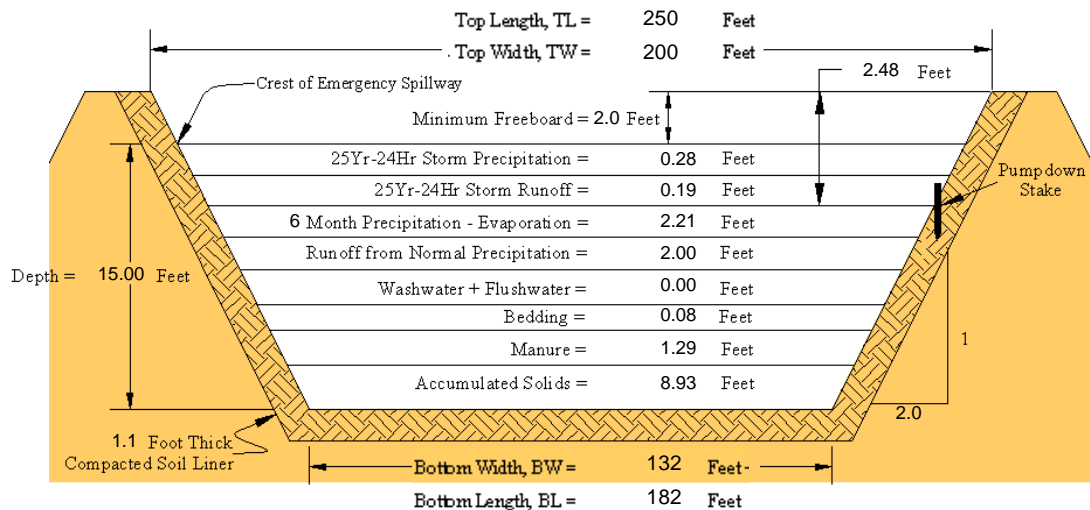 Top Length, TL = 250 Feet
. Top Width, TW = 200 Feet
2.48 Feet
Crest of Emergency Spillway
Minimum Freeboard = 2.0 Feet
25Yr-24Hr Storm Precipitation = 0.28 Feet
25Yr-24Hr Storm Runoff = 0.19 Feet
Pumpdown
Stake
6 Month Precipitation - Evaporation = 2.21 Feet
Runoff from Normal Precipitation = 2.00 Feet
Depth = 15.00 Feet
Washwater + Flushwater = 0.00 Feet
Bedding = 0.08 Feet
Manure = 1.29 Feet
1
Accumulated Solids = 8.93 Feet
2.0
1.1 Foot Thick
Compacted Soil Liner
Bottom Width, BW = 132 Feet-
Bottom Length, BL = 182 Feet